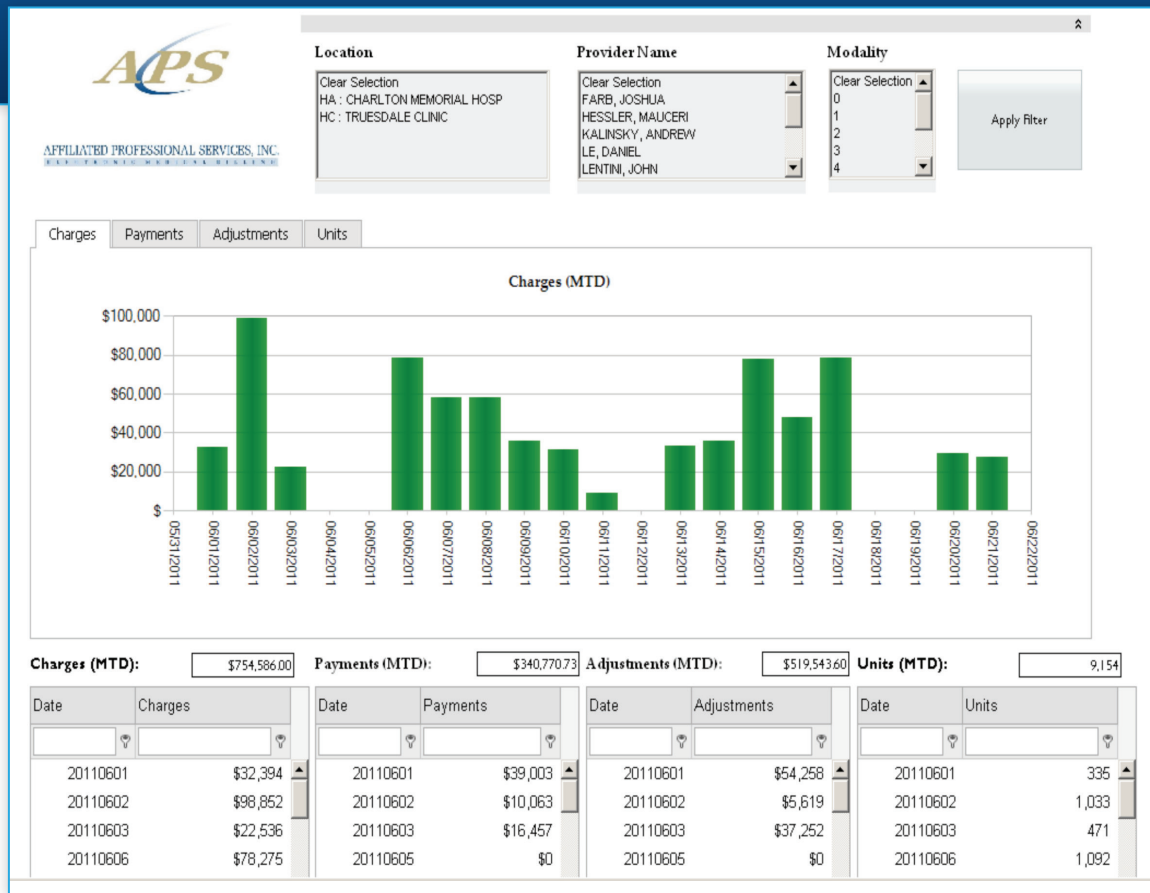 APS
AFFILIATED PROFESSIONAL SERVICES, INC.
ELECTRONIC MEDICAL BILLING
Location
Clear Selection
HA : CHARLTON MEMORIAL HOSP
HC : TRUESDALE CLINIC
Provider Name
Clear Selection
FARB, JOSHUA
HESSLER, MAUCERI
KALINSKY, ANDREW
LE, DANIEL
LENTINI, JOHN
Modality
Clear Selection
0
1
2
3
4
Apply Filter
Charges Payments Adjustments Units
Charges (MTD)
$100,000
$80,000
$60,000
$40,000
$20,000
$
05/31/2011
06/01/2011
06/02/2011
06/03/2011
06/04/2011
06/05/2011
06/06/2011
06/07/2011
06/08/2011
06/09/2011
06/10/2011
06/11/2011
06/12/2011
06/13/2011
06/14/2011
06/15/2011
06/16/2011
06/17/2011
06/18/2011
06/19/2011
06/20/2011
06/21/2011
06/22/2011
Charges (MTD): $754,586.00 Payments (MTD): $340,770.73 Adjustments (MTD): $519,543.60 Units (MTD): 9,154
Date Charges Date Payments Date Adjustments Date Units
20110601 $32,394 20110601 $39,003 20110601 $54,258 20110601 335
20110602 $98,852 20110602 $10,063 20110602 $5,619 20110602 1,033
20110603 $22,536 20110603 $16,457 20110603 $37,252 20110603 471
20110606 $78,275 20110605 $0 20110605 $0 20110606 1,092